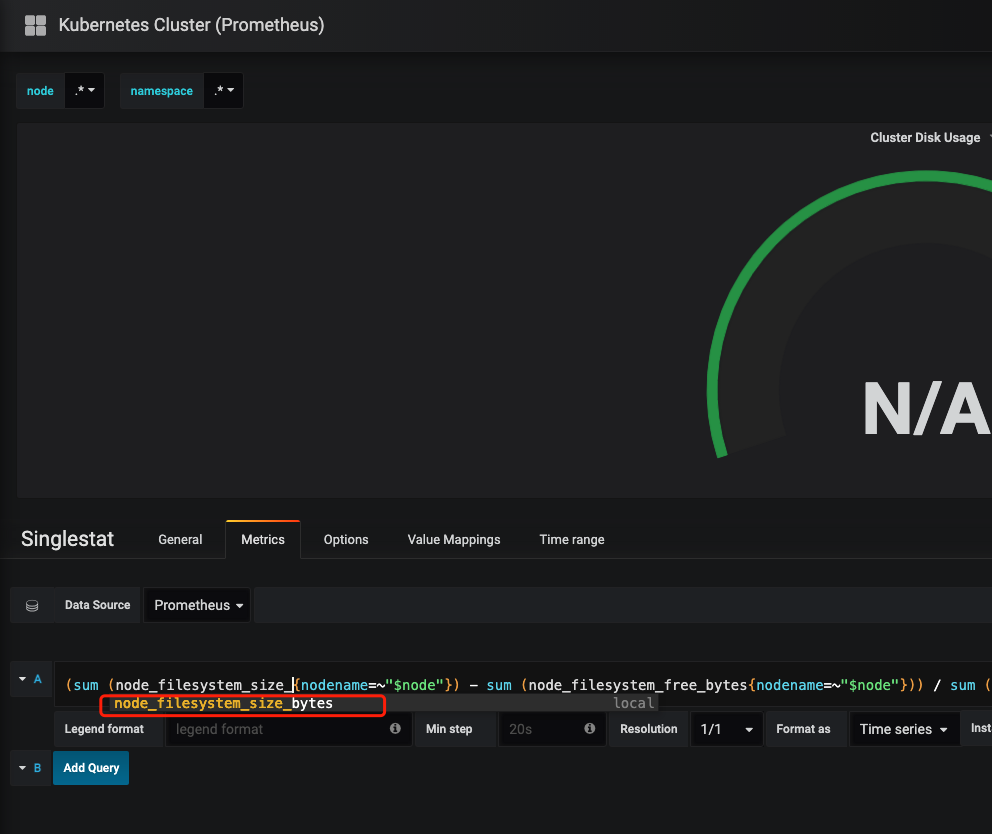 Kubernetes Cluster (Prometheus)
node .* namespace .*
Cluster Disk Usage
N/A
Singlestat General Metrics Options Value Mappings Time range
Data Source Prometheus
A (sum (node_filesystem_size_{nodename=~"$node"}) - sum (node_filesystem_free_bytes{nodename=~"$node"})) / sum (
node_filesystem_size_bytes local
Legend format legend format Min step 20s Resolution 1/1 Format as Time series Inst
B Add Query